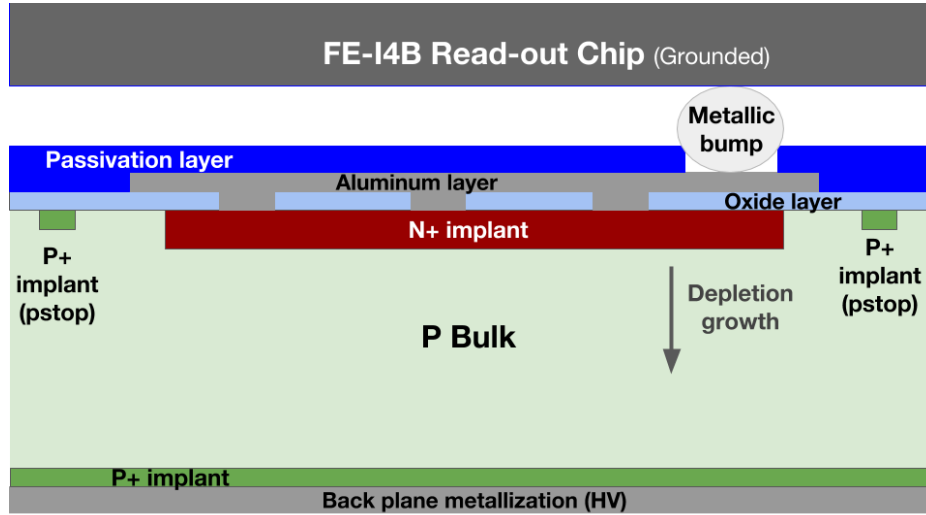 FE-I4B Read-out Chip (Grounded)
Metallic
bump
Passivation layer
Aluminum layer
Oxide layer
N+ implant
P+
implant
(pstop)
P+
implant
(pstop)
Depletion
growth
P Bulk
P+ implant
Back plane metallization (HV)